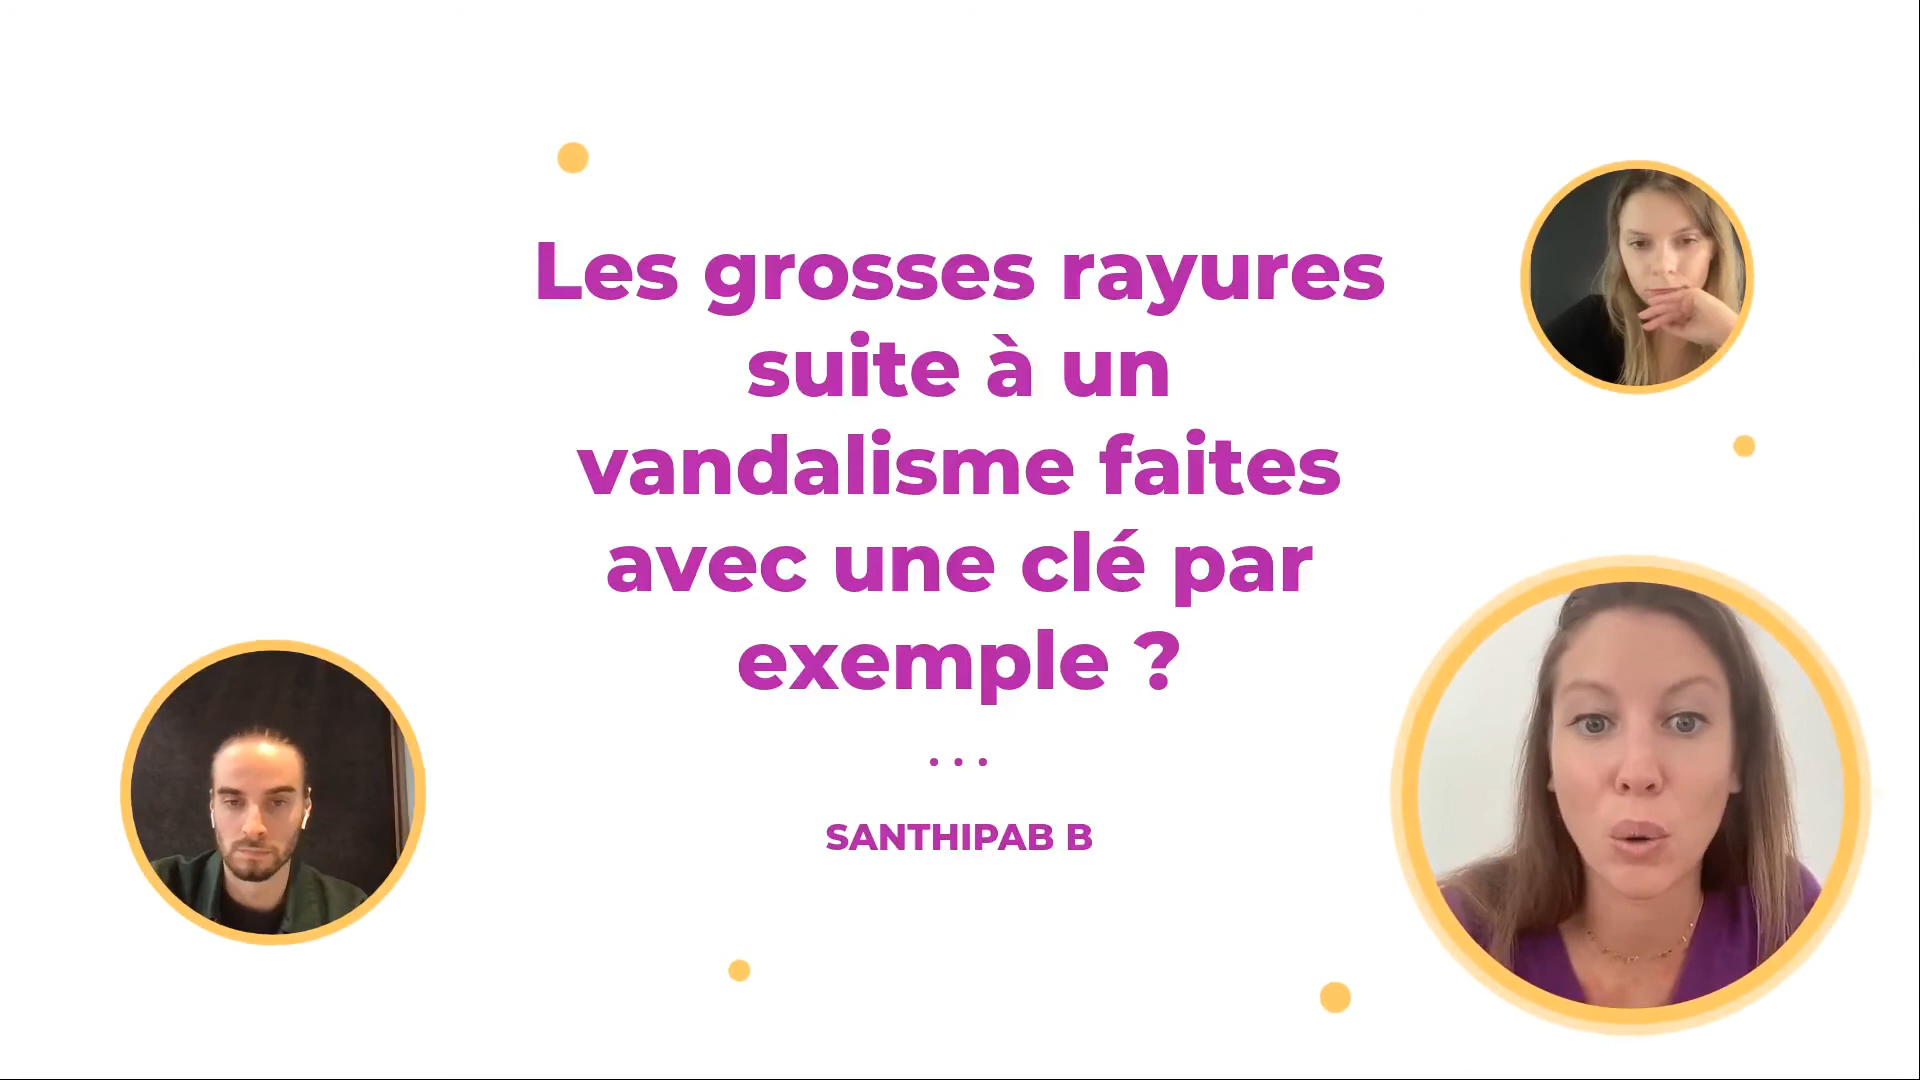 Les grosses rayures
suite à un
vandalisme faites
avec une clé par
exemple ?
...
SANTHIPAB B